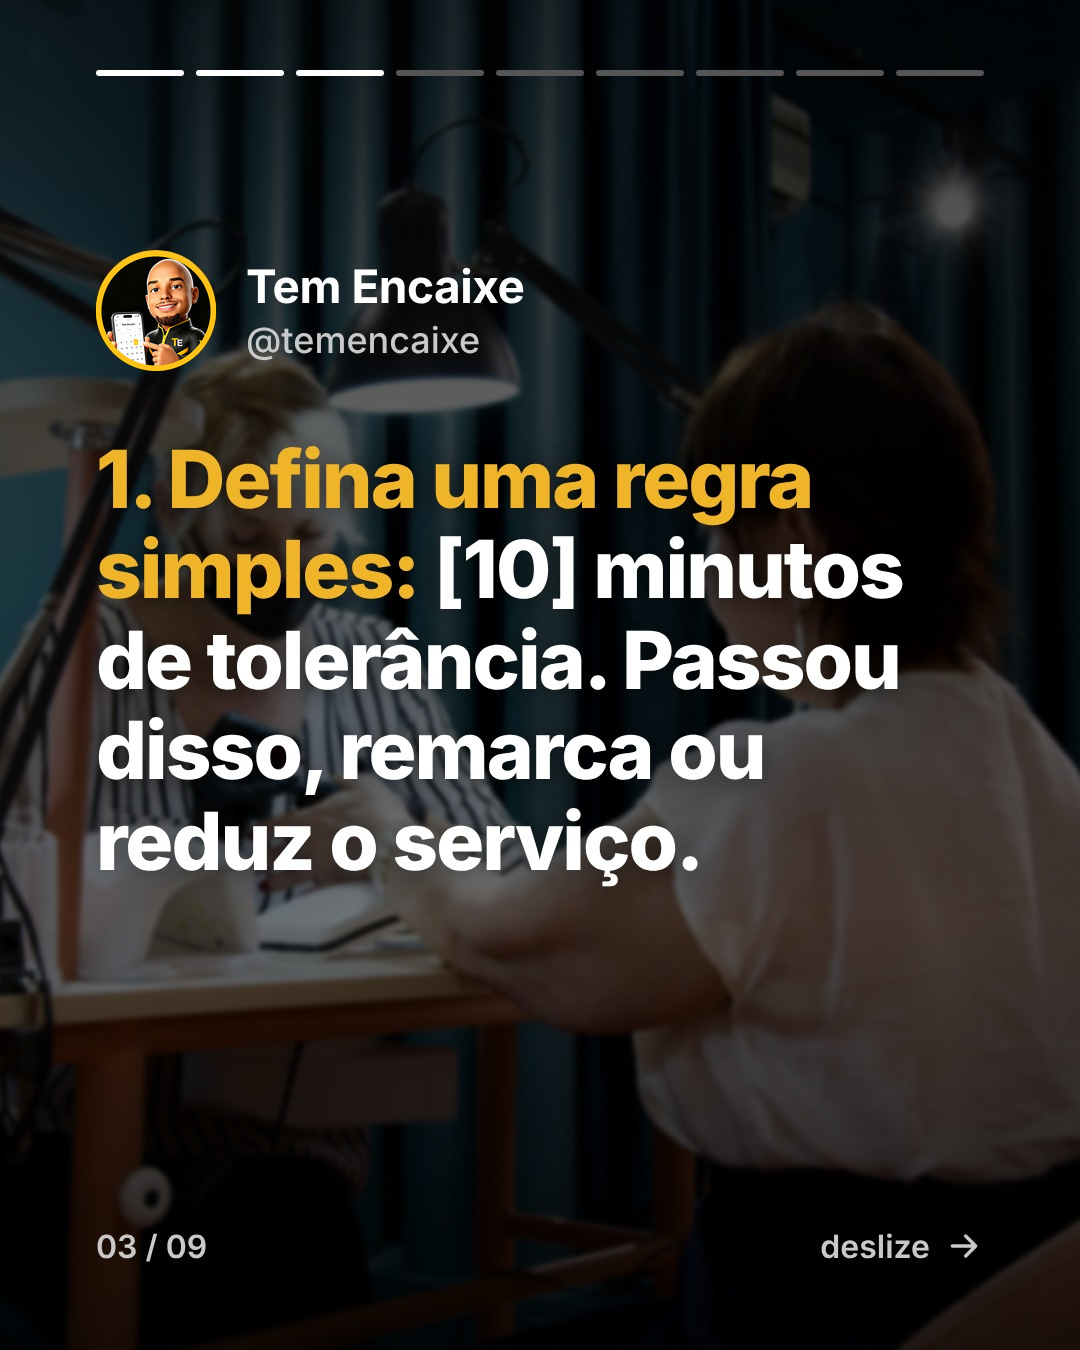 Tem Encaixe
@temencaixe
1. Defina uma regra
simples: [10] minutos
de tolerância. Passou
disso, remarca ou
reduz o serviço.
03 / 09
deslize →